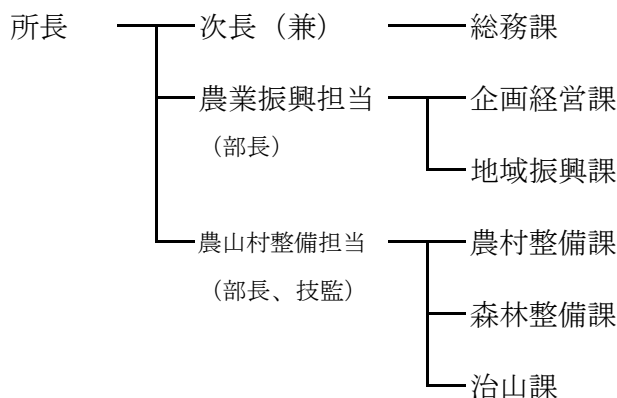 所長 次長（兼） 総務課
農業振興担当 企画経営課
（部長）
地域振興課
農山村整備担当 農村整備課
（部長、技監）
森林整備課
治山課